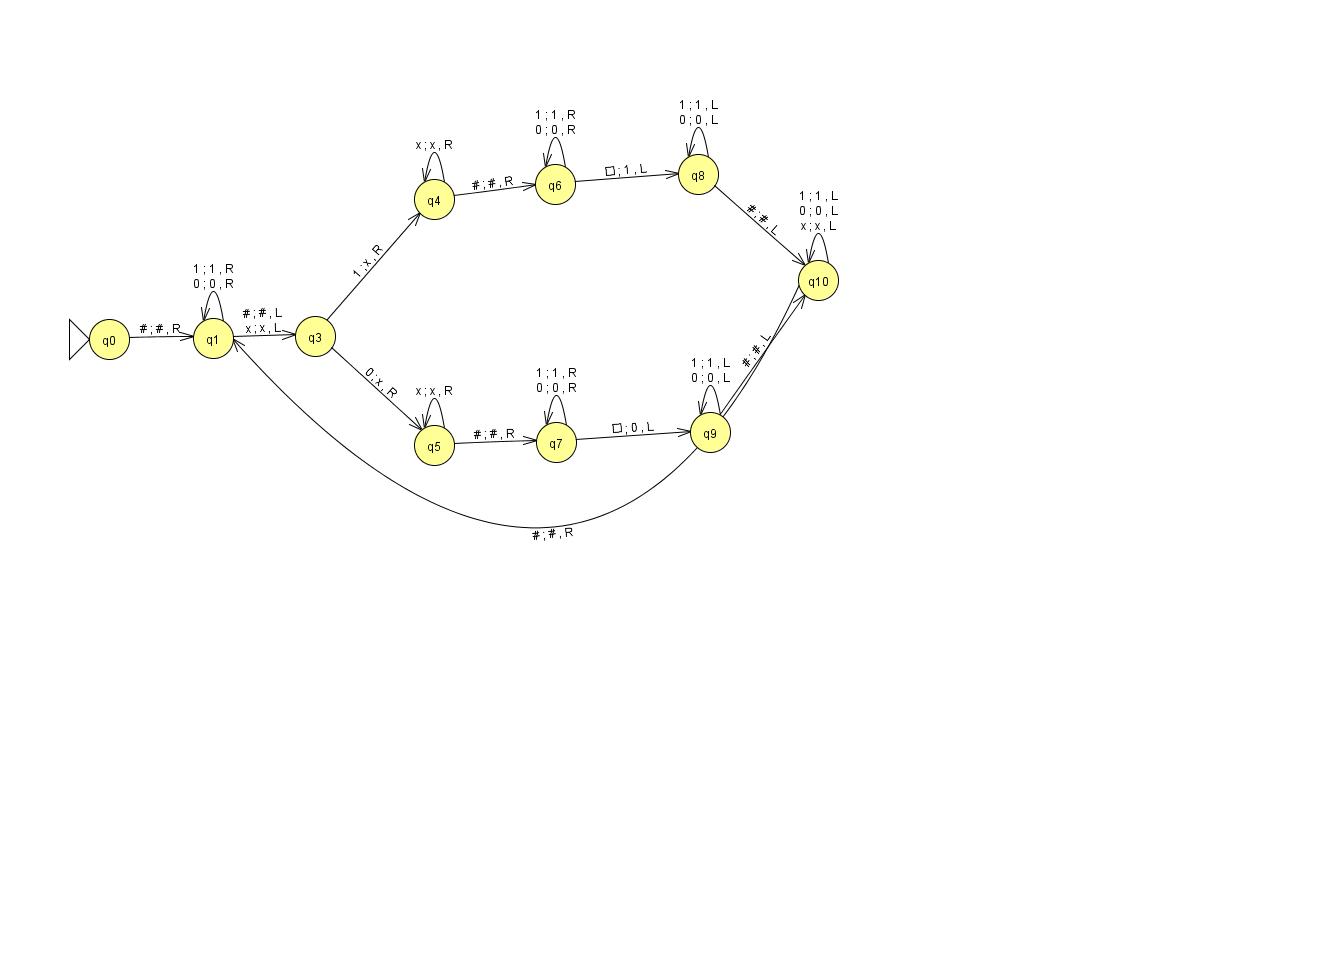 1 ; 1 , L
0 ; 0 , L
1 ; 1 , R
0 ; 0 , R
x ; x , R
□ ; 1 , L
q8
# ; # , R
q6
q4
1 ; 1 , L
0 ; 0 , L
x ; x , L
# ; # , L
1 ; x , R
1 ; 1 , R
0 ; 0 , R
q10
# ; # , L
# ; # , R
x ; x , L
q0
q1
q3
# ; # , L
1 ; 1 , L
0 ; 0 , L
1 ; 1 , R
0 ; 0 , R
0 ; x , R
x ; x , R
□ ; 0 , L
# ; # , R
q9
q5
q7
# ; # , R